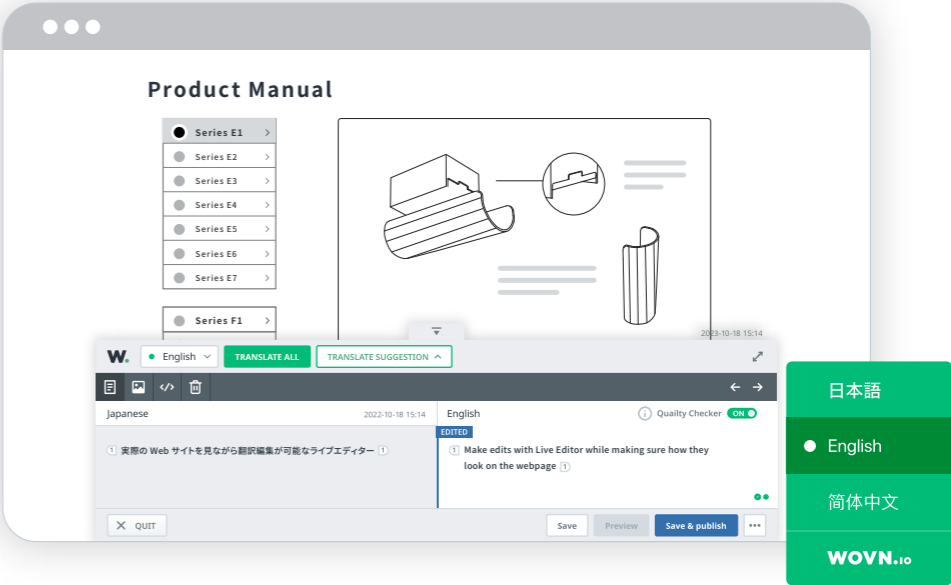 Product Manual
Series E1
Series E2
Series E3
Series E4
Series E5
Series E6
Series E7
Series F1
2023-10-18 15:14
W.
English
TRANSLATE ALL
TRANSLATE SUGGESTION
Japanese
2022-10-18 15:14
English
Quailty Checker
ON
EDITED
1 実際の Web サイトを見ながら翻訳編集が可能なライブエディター 1
1 Make edits with Live Editor while making sure how they
look on the webpage 1
QUIT
Save
Preview
Save & publish
日本語
English
简体中文
WOVN.io